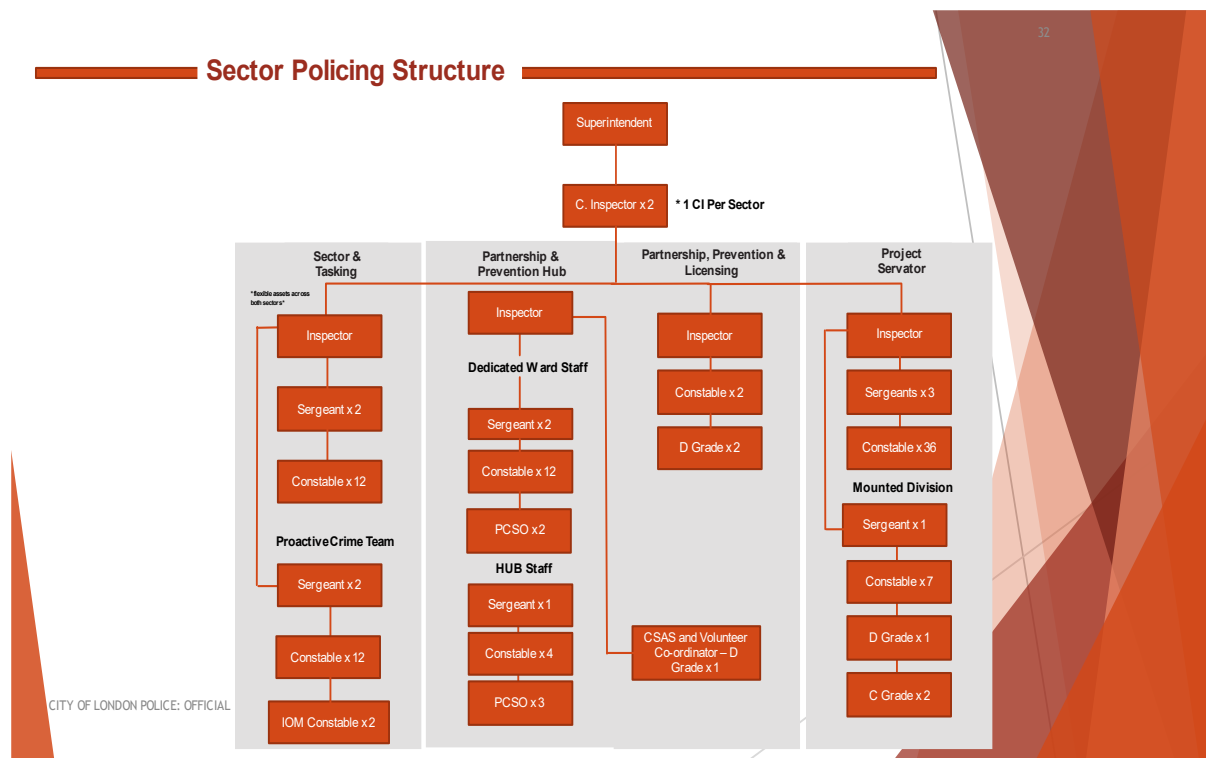 32
Sector Policing Structure
Superintendent
C. Inspector x 2
* 1 CI Per Sector
Sector &
Tasking
*flexible assets across
both sectors*
Inspector
Sergeant x 2
Constable x 12
Proactive Crime Team
Sergeant x 2
Constable x 12
IOM Constable x 2
Partnership &
Prevention Hub
Inspector
Dedicated Ward Staff
Sergeant x 2
Constable x 12
PCSO x 2
HUB Staff
Sergeant x 1
Constable x 4
PCSO x 3
Partnership, Prevention &
Licensing
Inspector
Constable x 2
D Grade x 2
CSAS and Volunteer
Co-ordinator – D
Grade x 1
Project
Servator
Inspector
Sergeants x 3
Constable x 36
Mounted Division
Sergeant x 1
Constable x 7
D Grade x 1
C Grade x 2
CITY OF LONDON POLICE: OFFICIAL